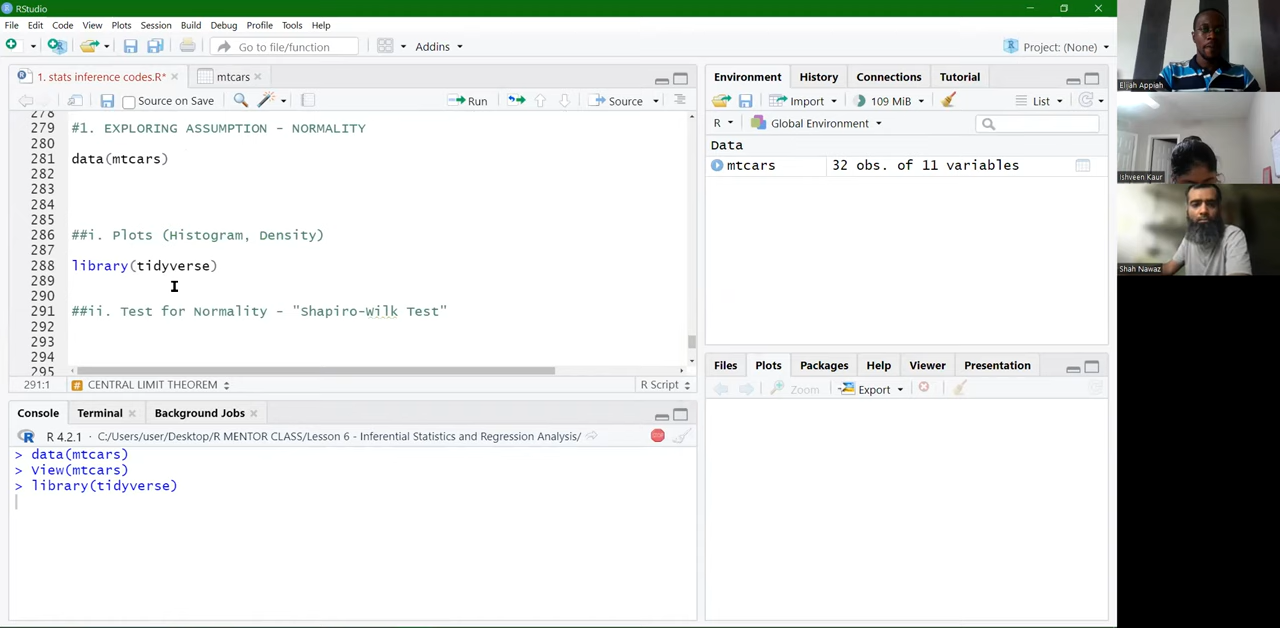 RStudio
File Edit Code View Plots Session Build Debug Profile Tools Help
Go to file/function Addins Project: (None)
1. stats inference codes.R* mtcars
Source on Save Run Source
278
279 #1. EXPLORING ASSUMPTION - NORMALITY
280
281 data(mtcars)
282
283
284
285
286 ##i. Plots (Histogram, Density)
287
288 library(tidyverse)
289
290
291 ##ii. Test for Normality - "Shapiro-Wilk Test"
292
293
294
295
291:1 # CENTRAL LIMIT THEOREM R Script
Console Terminal Background Jobs
R 4.2.1 · C:/Users/user/Desktop/R MENTOR CLASS/Lesson 6 - Inferential Statistics and Regression Analysis/
> data(mtcars)
> View(mtcars)
> library(tidyverse)
Environment History Connections Tutorial
Import 109 MiB List
R Global Environment
Data
mtcars 32 obs. of 11 variables
Files Plots Packages Help Viewer Presentation
Zoom Export
Elijah Appiah
Ishveen Kaur
Shah Nawaz